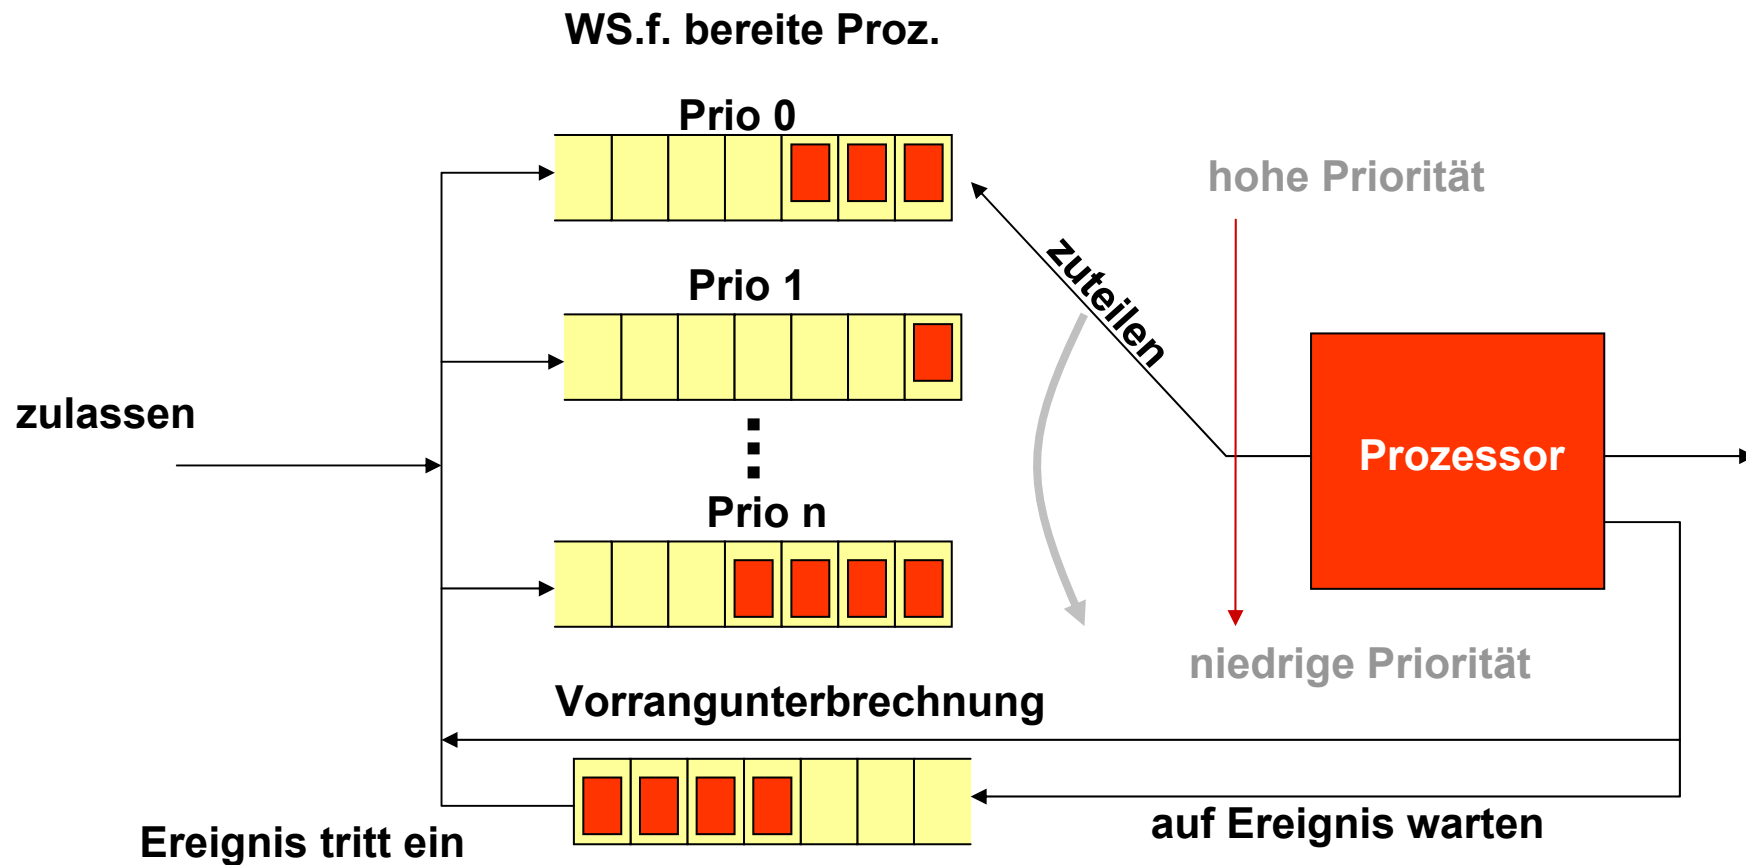 WS.f. bereite Proz.
Prio 0
hohe Priorität
zuteilen
Prio 1
zulassen
Prozessor
Prio n
niedrige Priorität
Vorrangunterbrechnung
auf Ereignis warten
Ereignis tritt ein